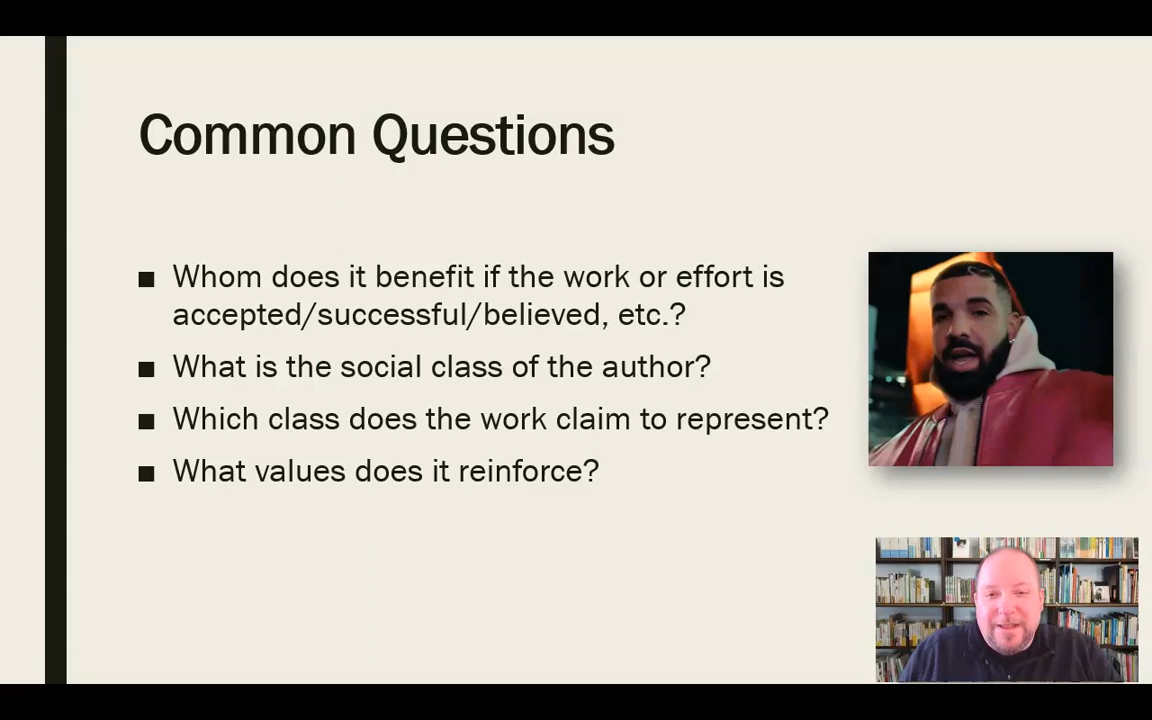 Common Questions
Whom does it benefit if the work or effort is
accepted/successful/believed, etc.?
What is the social class of the author?
Which class does the work claim to represent?
What values does it reinforce?